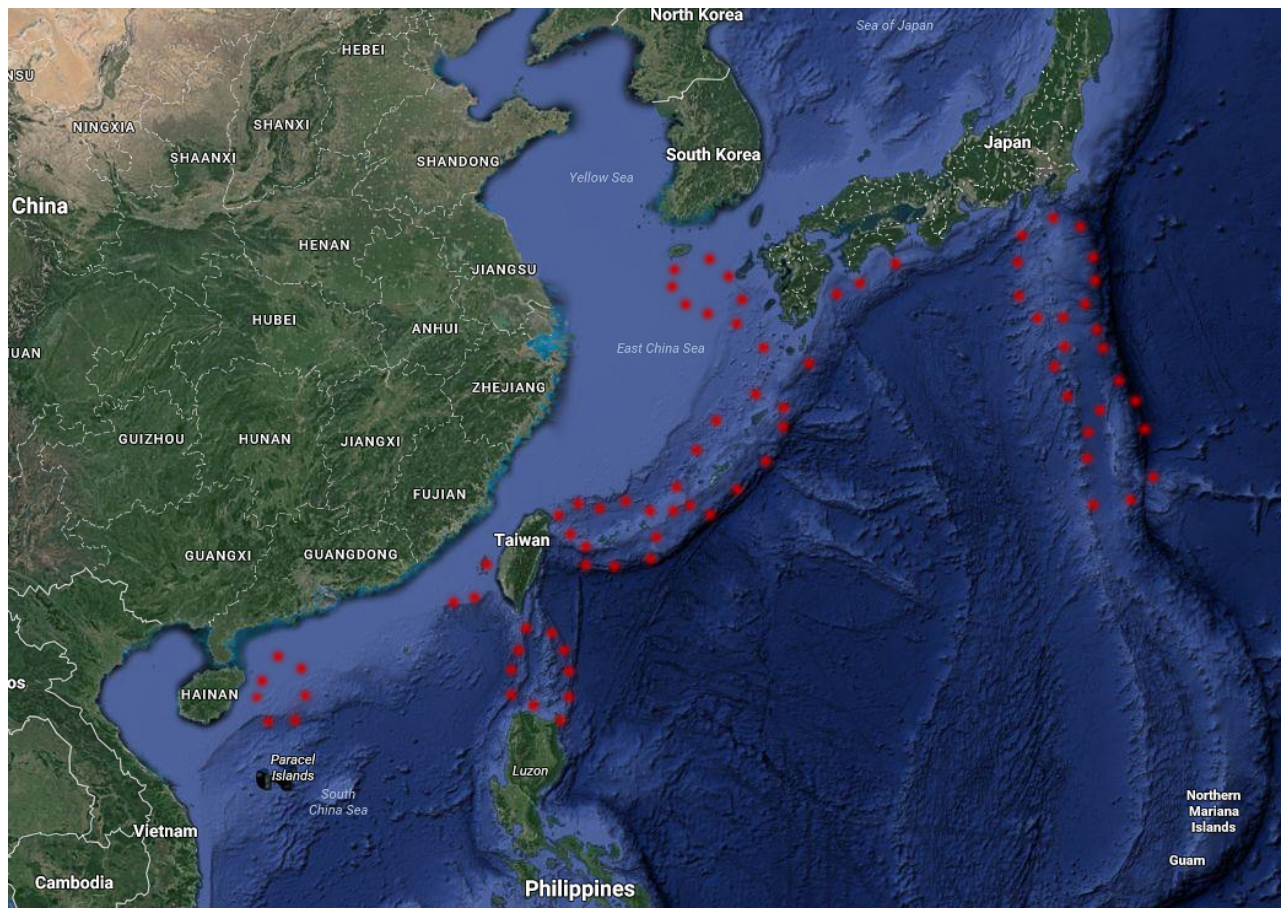 North Korea
Sea of Japan
HEBEI
NSU
NINGXIA
SHANXI
SHAANXI
SHANDONG
South Korea
Japan
Yellow Sea
China
HENAN
JIANGSU
HUBEI
ANHUI
UAN
East China Sea
ZHEJIANG
GUIZHOU
HUNAN
JIANGXI
FUJIAN
Taiwan
GUANGXI
GUANGDONG
os
HAINAN
Paracel
Islands
Luzon
South
China Sea
Northern
Mariana
Islands
Vietnam
Guam
Cambodia
Philippines